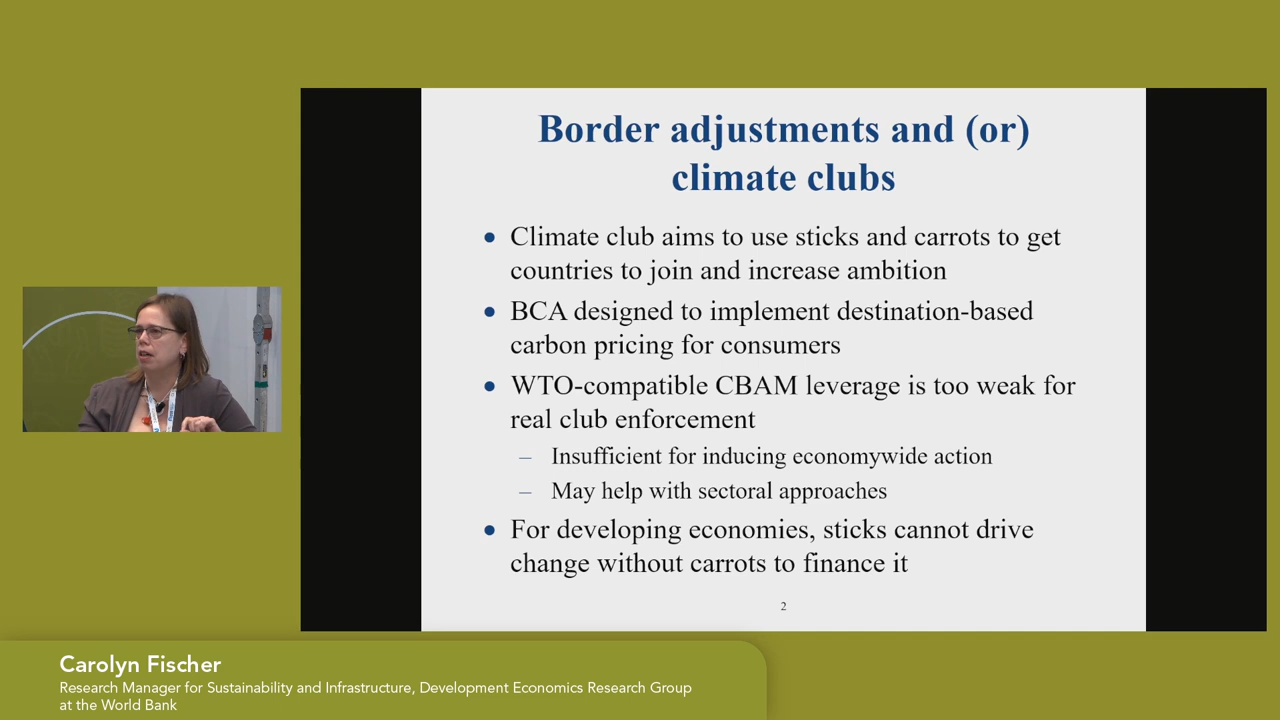 Border adjustments and (or)
climate clubs
• Climate club aims to use sticks and carrots to get
countries to join and increase ambition
• BCA designed to implement destination-based
carbon pricing for consumers
• WTO-compatible CBAM leverage is too weak for
real club enforcement
– Insufficient for inducing economywide action
– May help with sectoral approaches
• For developing economies, sticks cannot drive
change without carrots to finance it
2
Carolyn Fischer
Research Manager for Sustainability and Infrastructure, Development Economics Research Group
at the World Bank